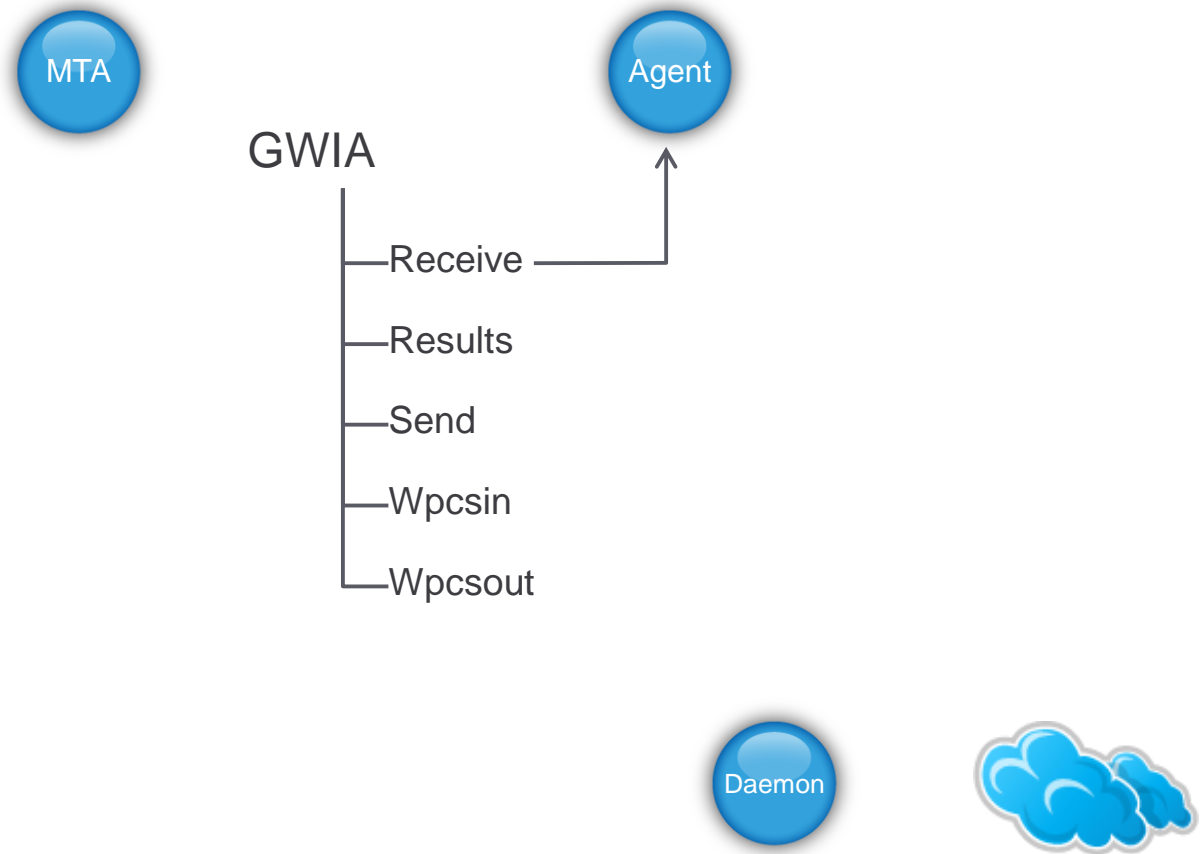 MTA
Agent
GWIA
Receive
Results
Send
Wpcsin
Wpcsout
Daemon